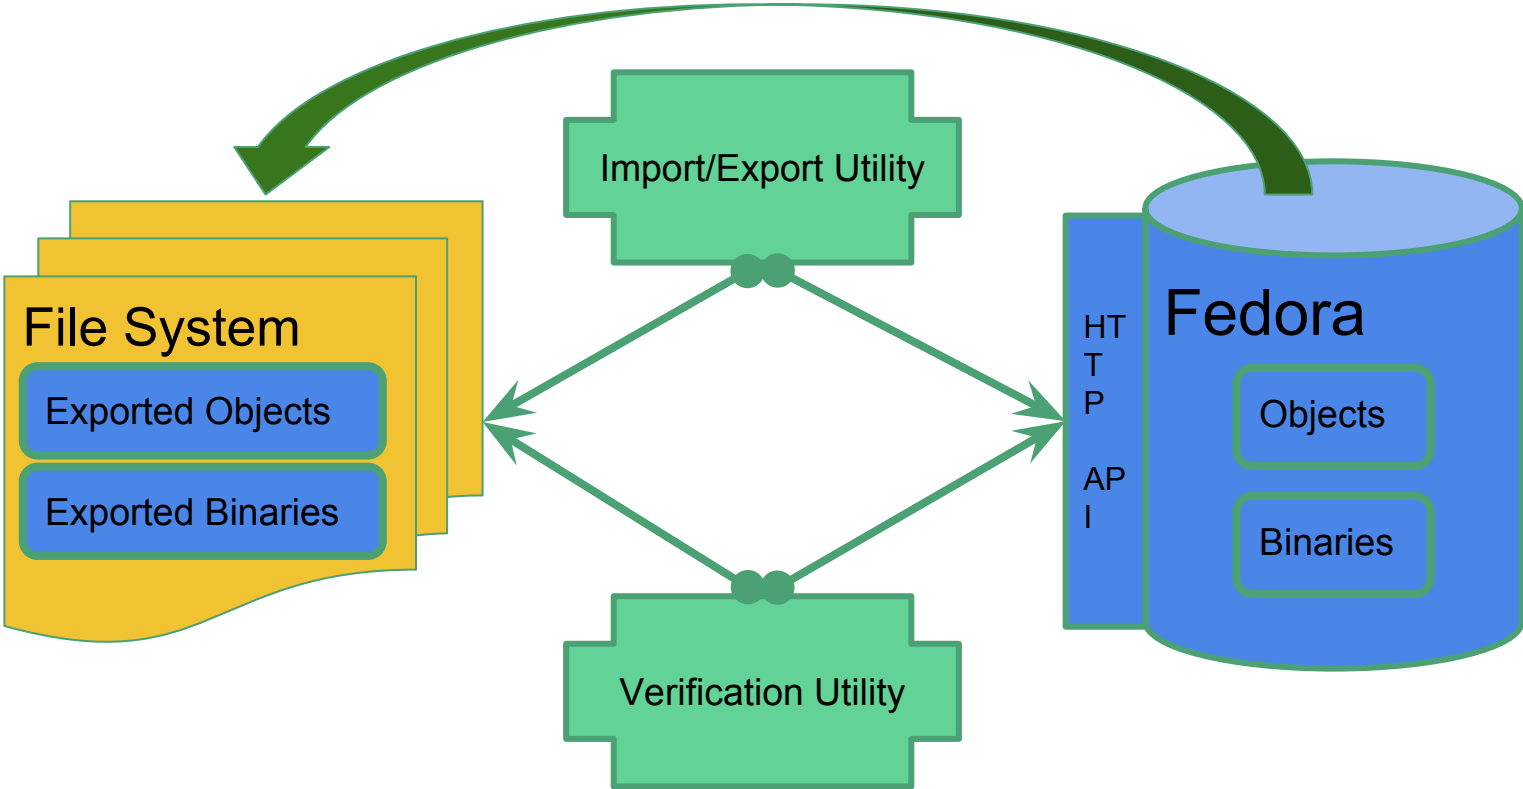 Import/Export Utility
File System
Exported Objects
Exported Binaries
HT
T
P
AP
I
Fedora
Objects
Binaries
Verification Utility